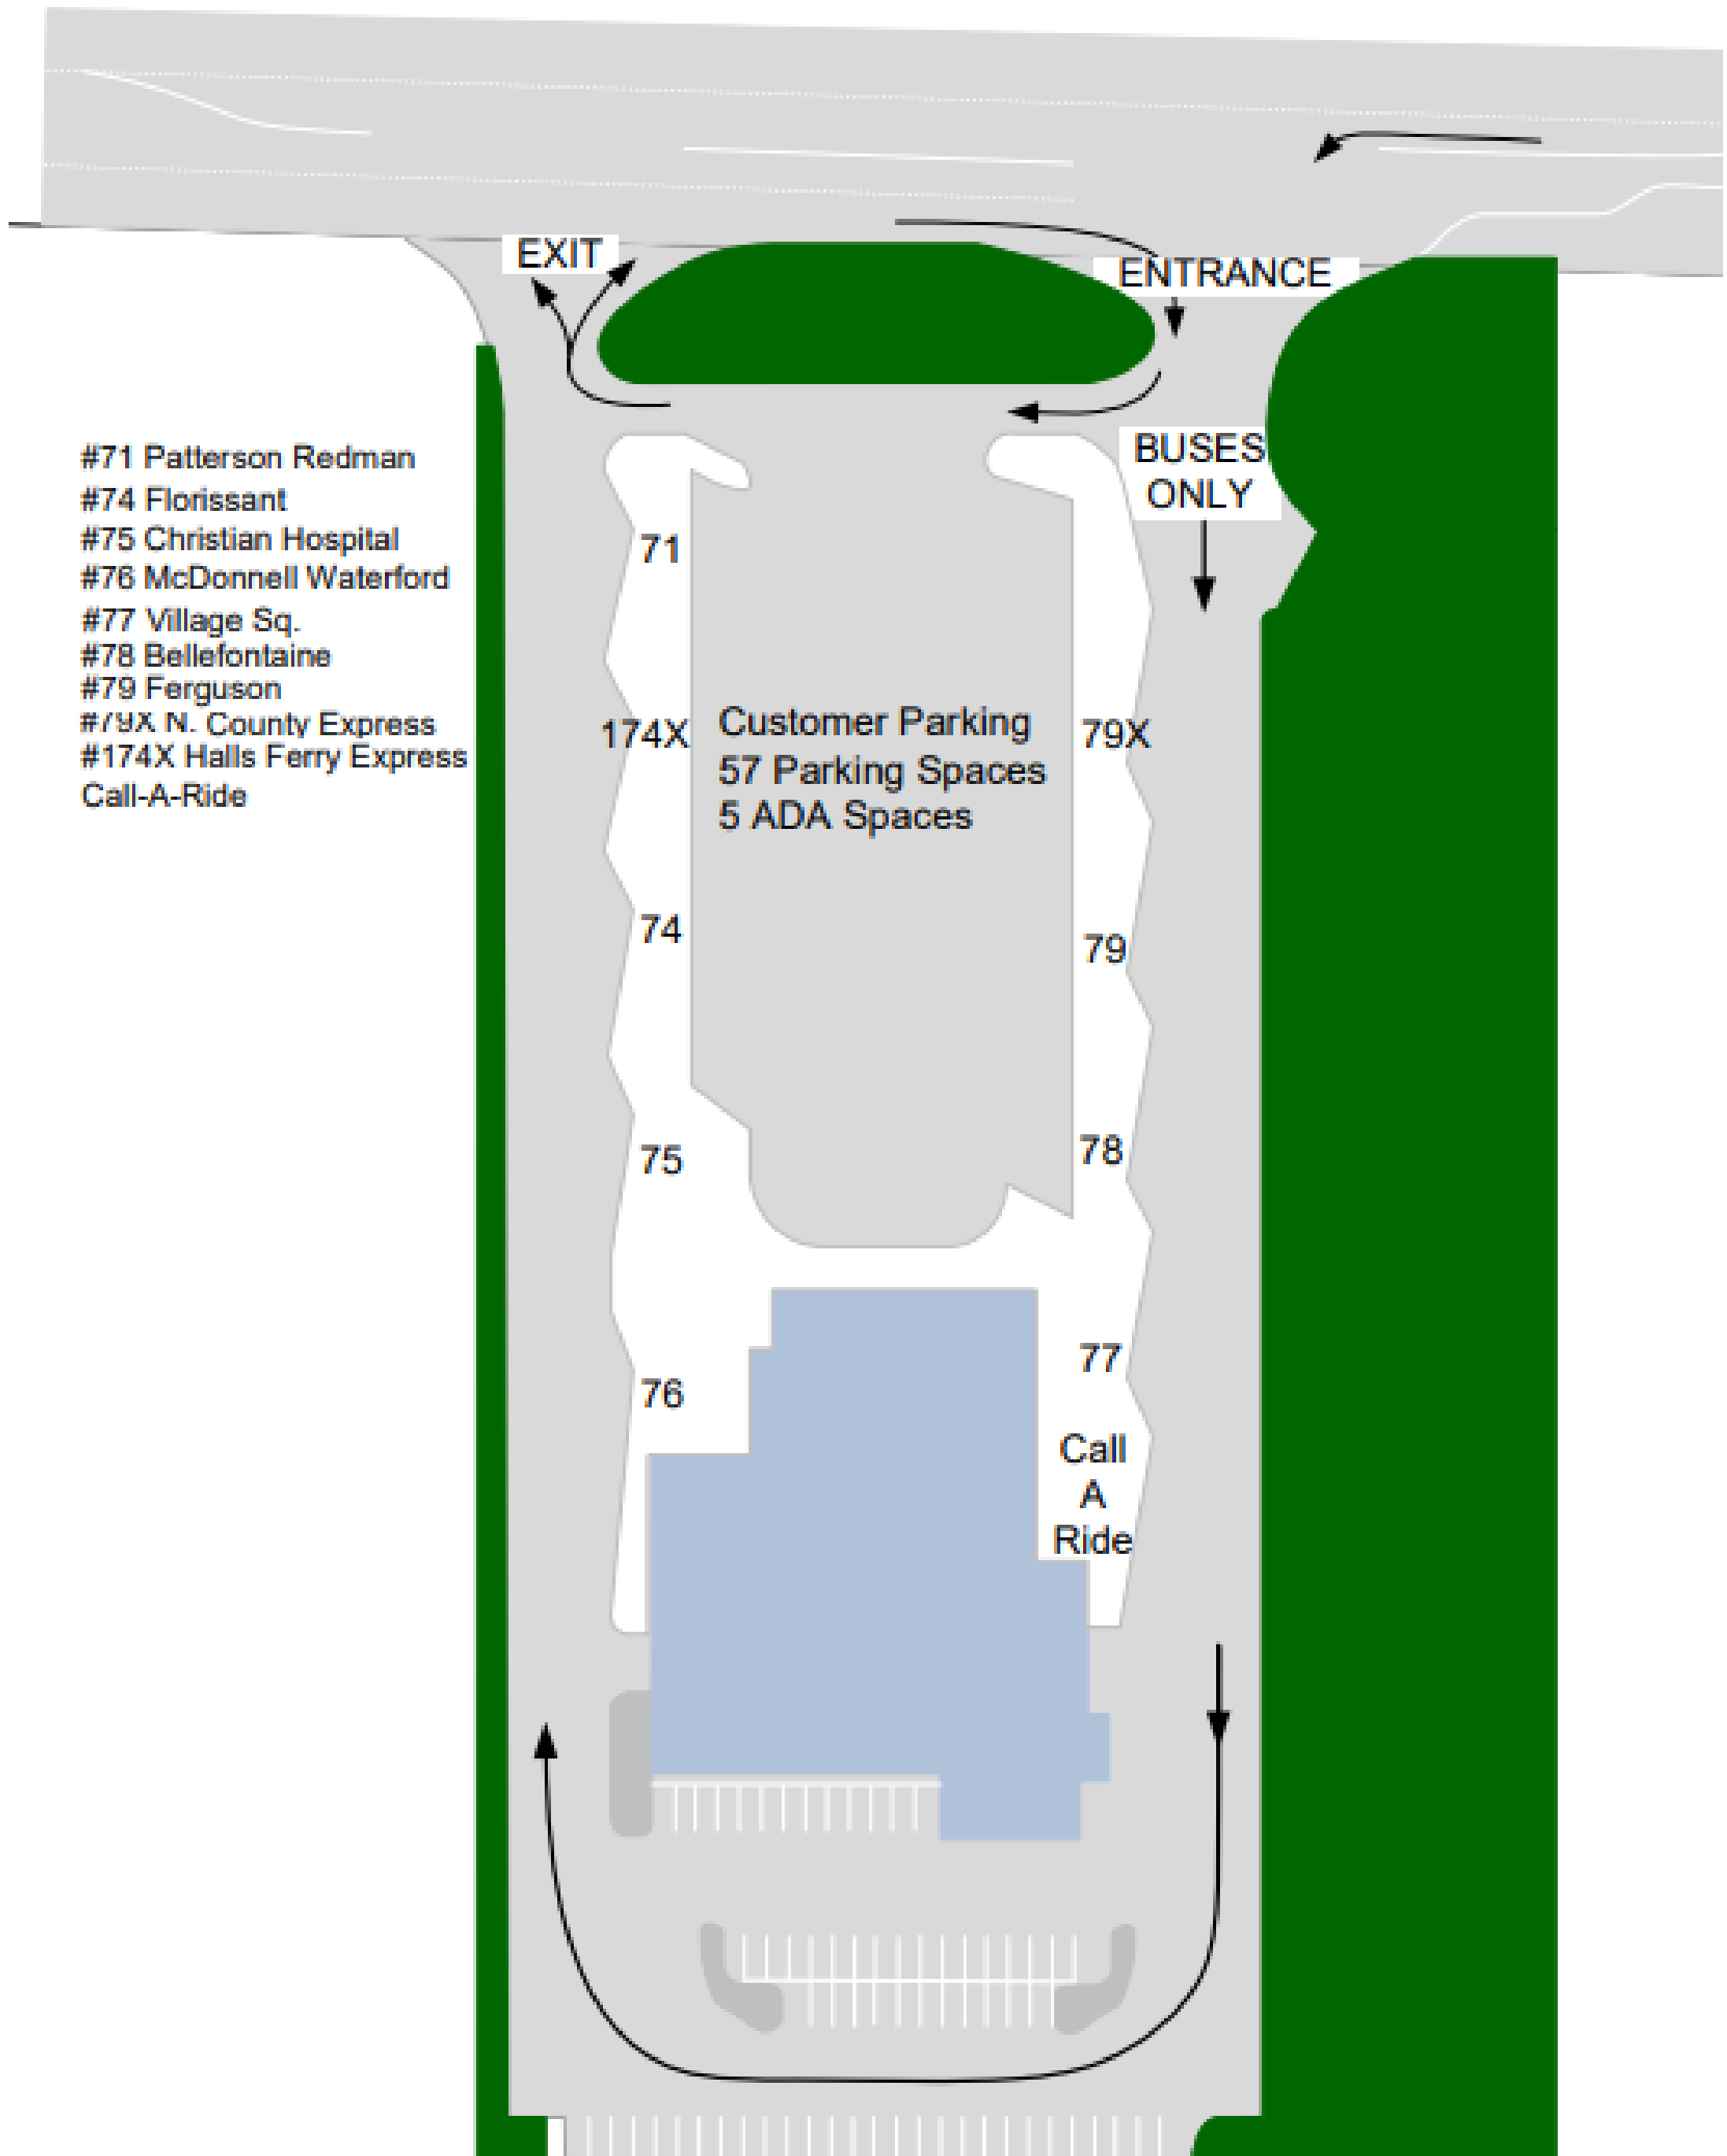 EXIT
ENTRANCE
BUSES
ONLY
#71 Patterson Redman
#74 Florissant
#75 Christian Hospital
#76 McDonnell Waterford
#77 Village Sq.
#78 Bellefontaine
#79 Ferguson
#79X N. County Express
#174X Halls Ferry Express
Call-A-Ride
71
174X
Customer Parking
57 Parking Spaces
5 ADA Spaces
79X
74
79
75
78
76
77
Call
A
Ride